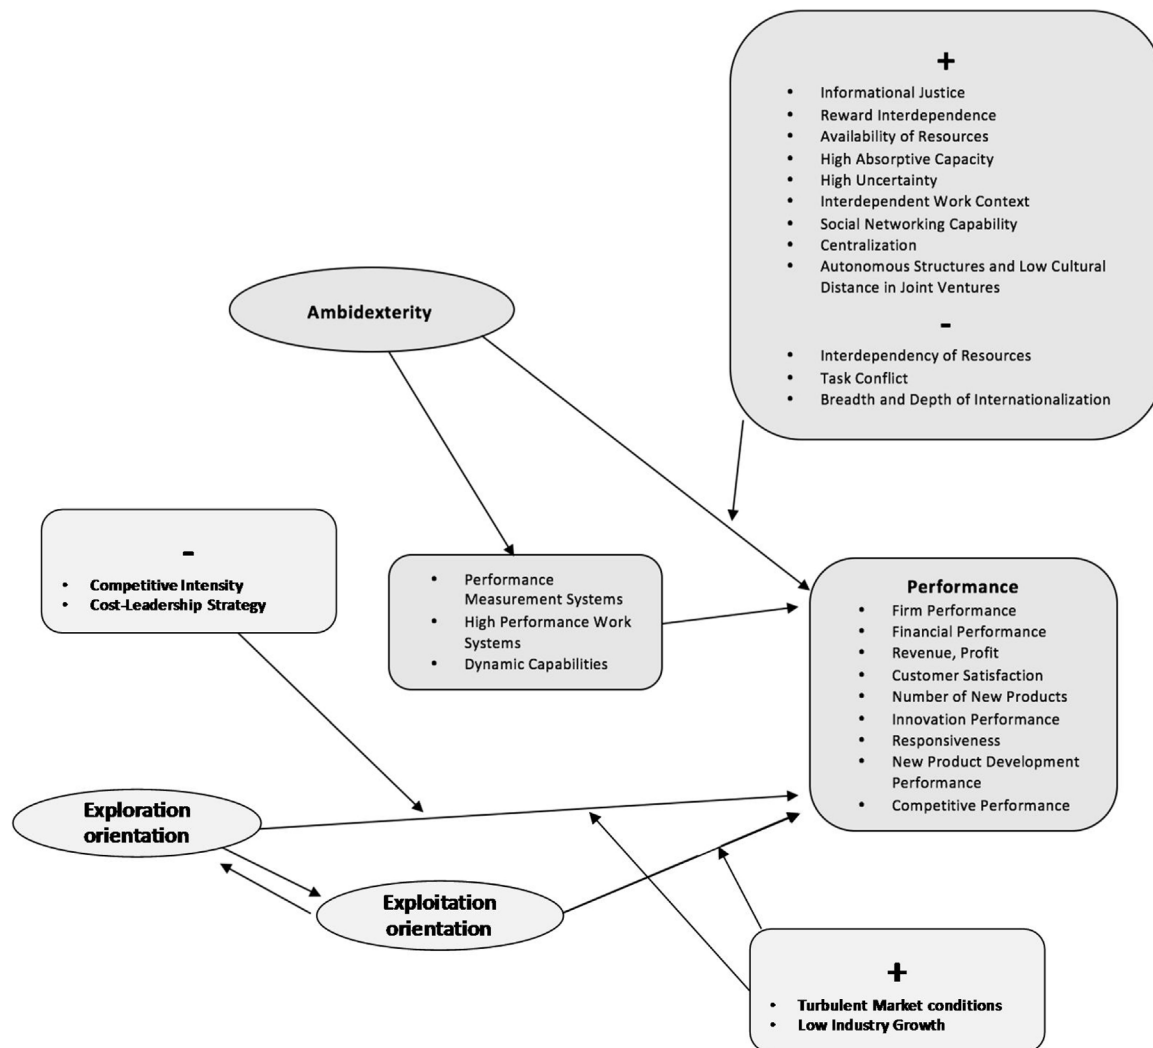 +
• Informational Justice
• Reward Interdependence
• Availability of Resources
• High Absorptive Capacity
• High Uncertainty
• Interdependent Work Context
• Social Networking Capability
• Centralization
• Autonomous Structures and Low Cultural
Distance in Joint Ventures
-
• Interdependency of Resources
• Task Conflict
• Breadth and Depth of Internationalization
Ambidexterity
-
• Competitive Intensity
• Cost-Leadership Strategy
• Performance
Measurement Systems
• High Performance Work
Systems
• Dynamic Capabilities
Performance
• Firm Performance
• Financial Performance
• Revenue, Profit
• Customer Satisfaction
• Number of New Products
• Innovation Performance
• Responsiveness
• New Product Development
Performance
• Competitive Performance
Exploration
orientation
Exploitation
orientation
+
• Turbulent Market conditions
• Low Industry Growth